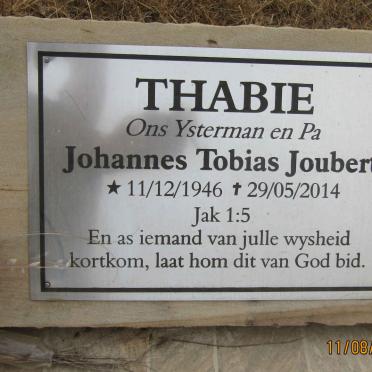 THABIE
Ons Ysterman en Pa
Johannes Tobias Joubert
★ 11/12/1946 ✝ 29/05/2014
Jak 1:5
En as iemand van julle wysheid
kortkom, laat hom dit van God bid.
11/08/